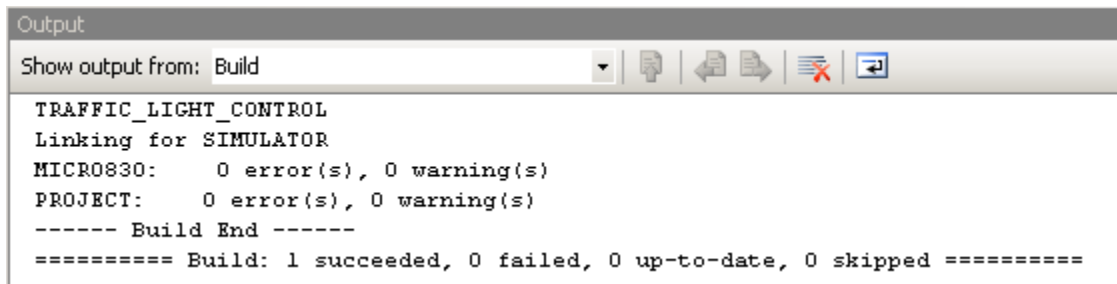 Output
Show output from: Build
TRAFFIC_LIGHT_CONTROL
Linking for SIMULATOR
MICRO830: 0 error(s), 0 warning(s)
PROJECT: 0 error(s), 0 warning(s)
------ Build End ------
========== Build: 1 succeeded, 0 failed, 0 up-to-date, 0 skipped ==========